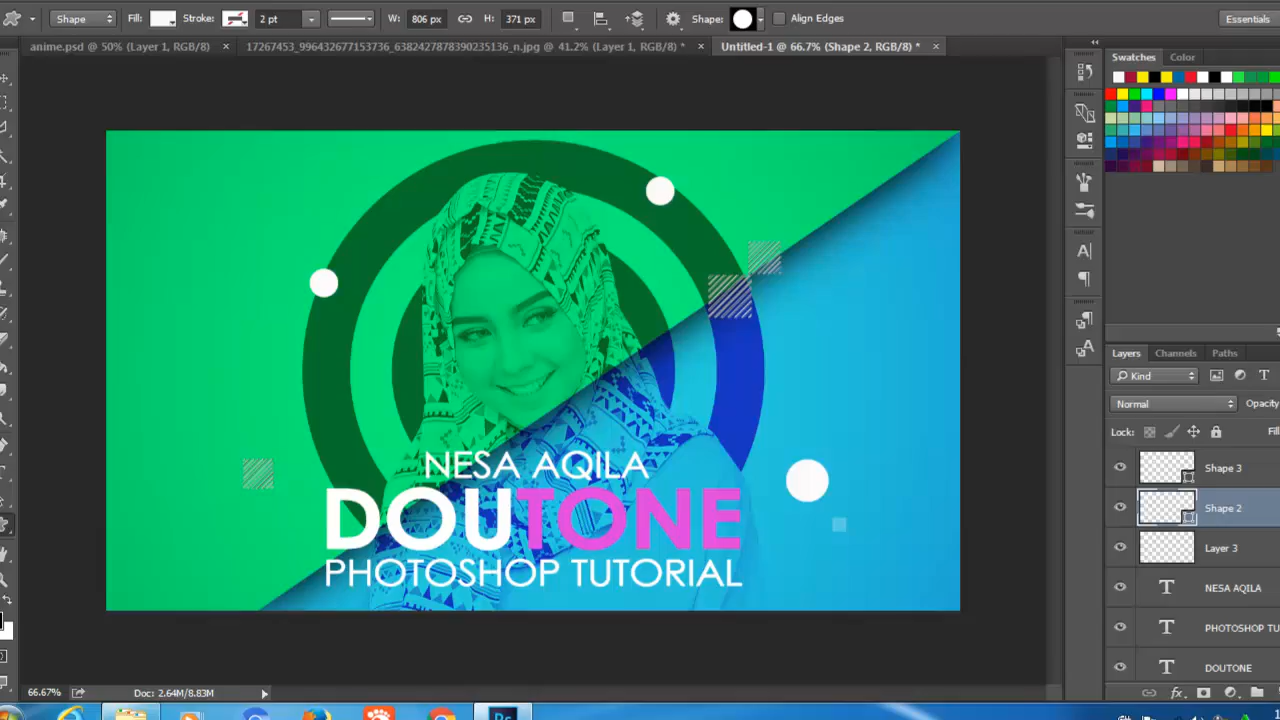 Shape Fill: Stroke: 2 pt W: 806 px H: 371 px Shape: Align Edges Essentials
anime.psd @ 50% (Layer 1, RGB/8) × 17267453_996432677153736_6382427878390235136_n.jpg @ 41.2% (Layer 1, RGB/8) * × Untitled-1 @ 66.7% (Shape 2, RGB/8) * ×
Swatches Color
NESA AQILA
DOUTONE
PHOTOSHOP TUTORIAL
Layers Channels Paths
Kind
Normal Opacity
Lock: Fil
Shape 3
Shape 2
Layer 3
T NESA AQILA
T PHOTOSHOP TU
T DOUTONE
fx
66.67% Doc: 2.64M/8.83M
Ps